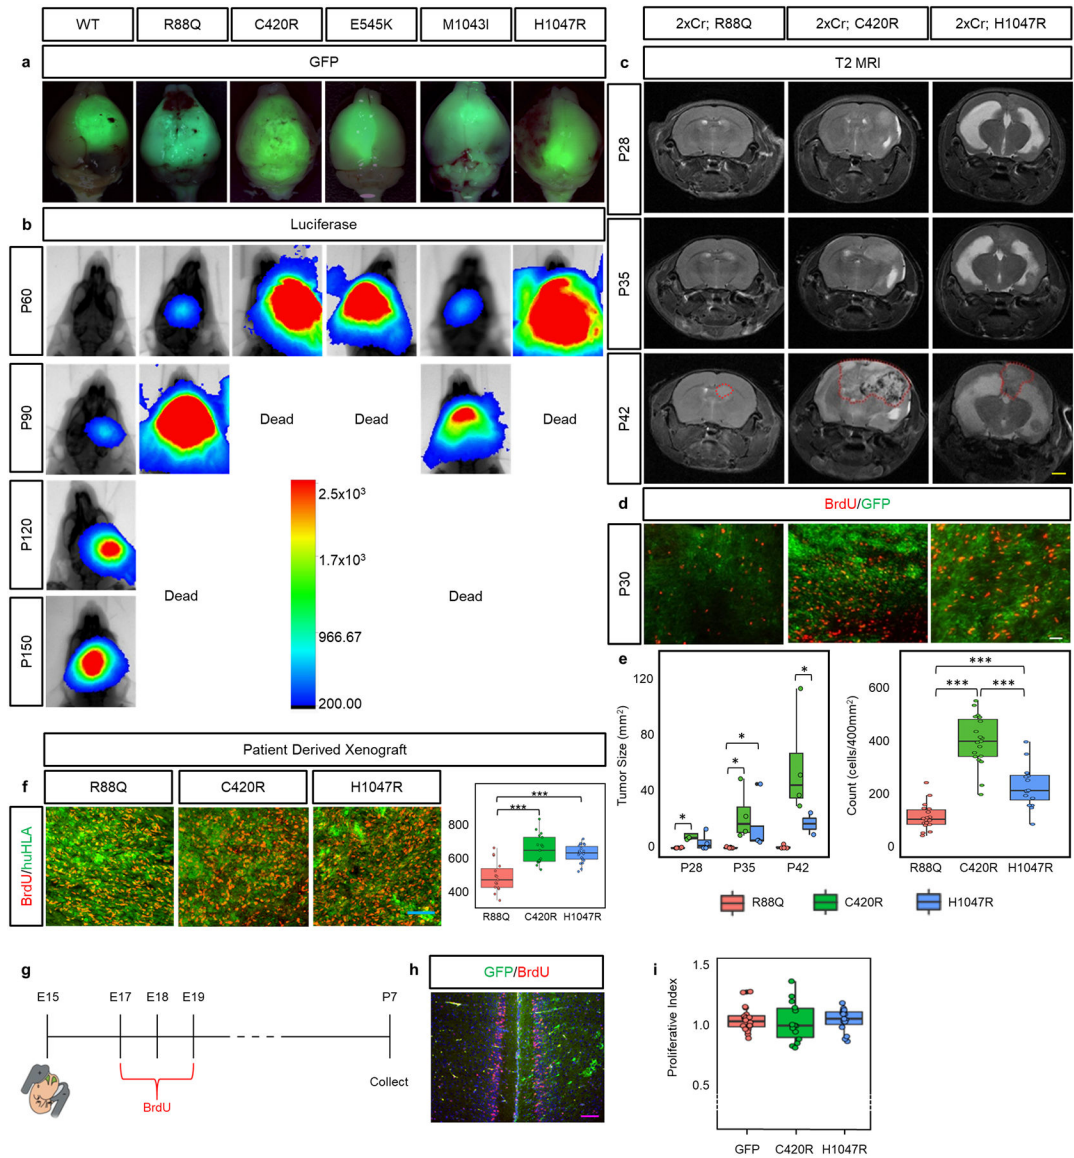 WT R88Q C420R E545K M1043I H1047R
a
GFP
b
Luciferase
P60
P90
Dead Dead
P120
P150
Dead Dead
2.5x10³
1.7x10³
966.67
200.00
2xCr; R88Q 2xCr; C420R 2xCr; H1047R
c
T2 MRI
P28
P35
P42
d
BrdU/GFP
P30
e
Tumor Size (mm²)
120
80
40
0
* * * *
P28 P35 P42
Count (cells/400mm²)
600
400
200
0
***
*** ***
R88Q C420R H1047R
R88Q C420R H1047R
Patient Derived Xenograft
f
R88Q C420R H1047R
BrdU/huHLA
800
600
400
***
***
R88Q C420R H1047R
g
E15 E17 E18 E19 P7
BrdU
Collect
h
GFP/BrdU
i
Proliferative Index
1.5
1.0
0.5
GFP C420R H1047R